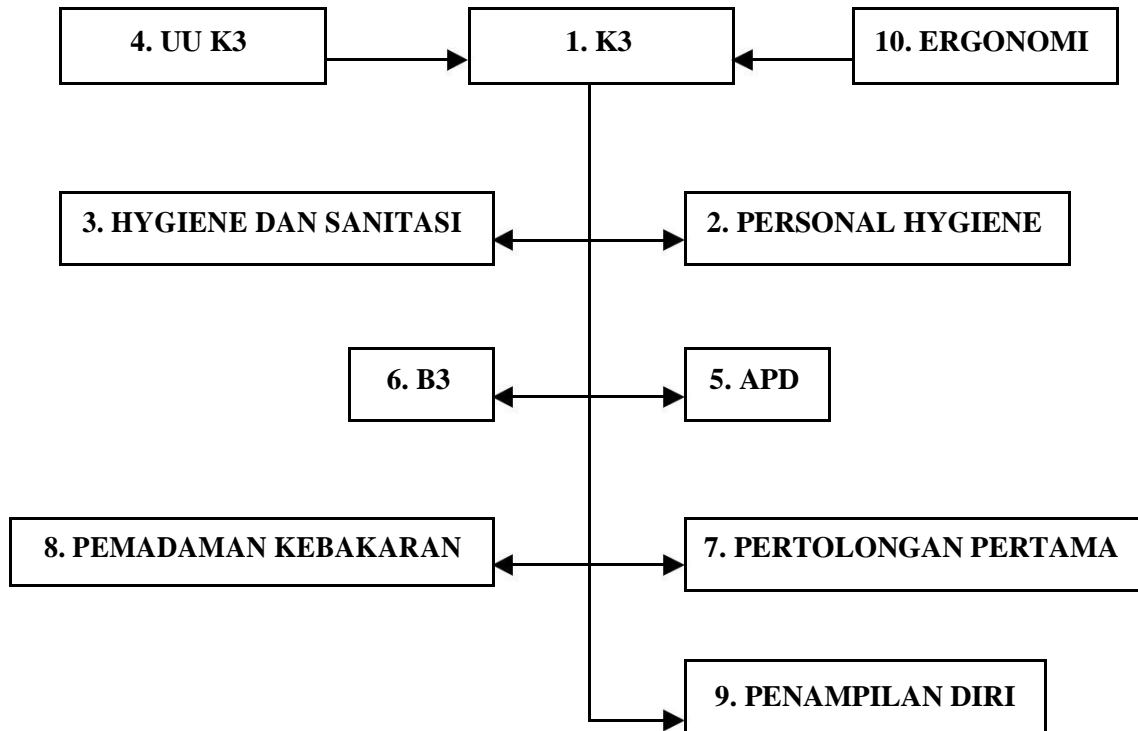 4. UU K3
1. K3
10. ERGONOMI
3. HYGIENE DAN SANITASI
2. PERSONAL HYGIENE
6. B3
5. APD
8. PEMADAMAN KEBAKARAN
7. PERTOLONGAN PERTAMA
9. PENAMPILAN DIRI